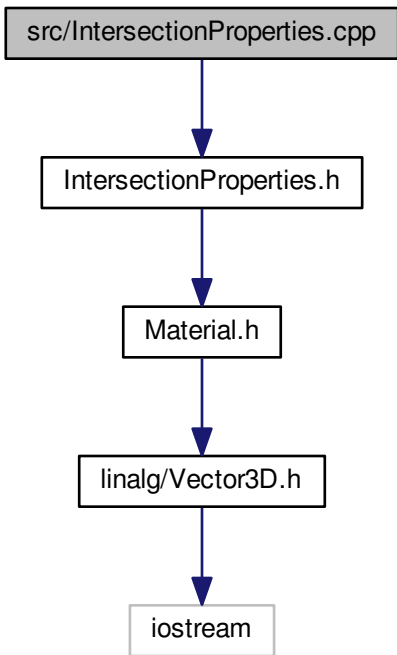 src/IntersectionProperties.cpp
IntersectionProperties.h
Material.h
linalg/Vector3D.h
iostream